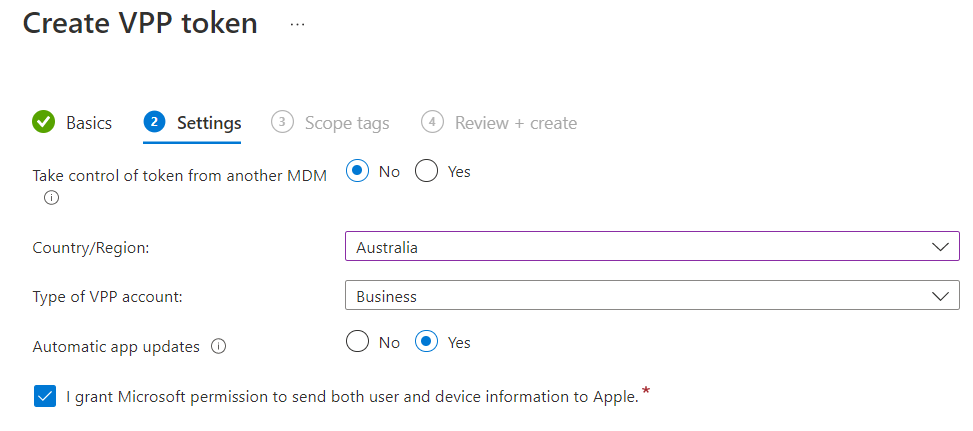 Create VPP token ...
Basics 2 Settings 3 Scope tags 4 Review + create
Take control of token from another MDM No Yes
Country/Region: Australia
Type of VPP account: Business
Automatic app updates No Yes
I grant Microsoft permission to send both user and device information to Apple. *